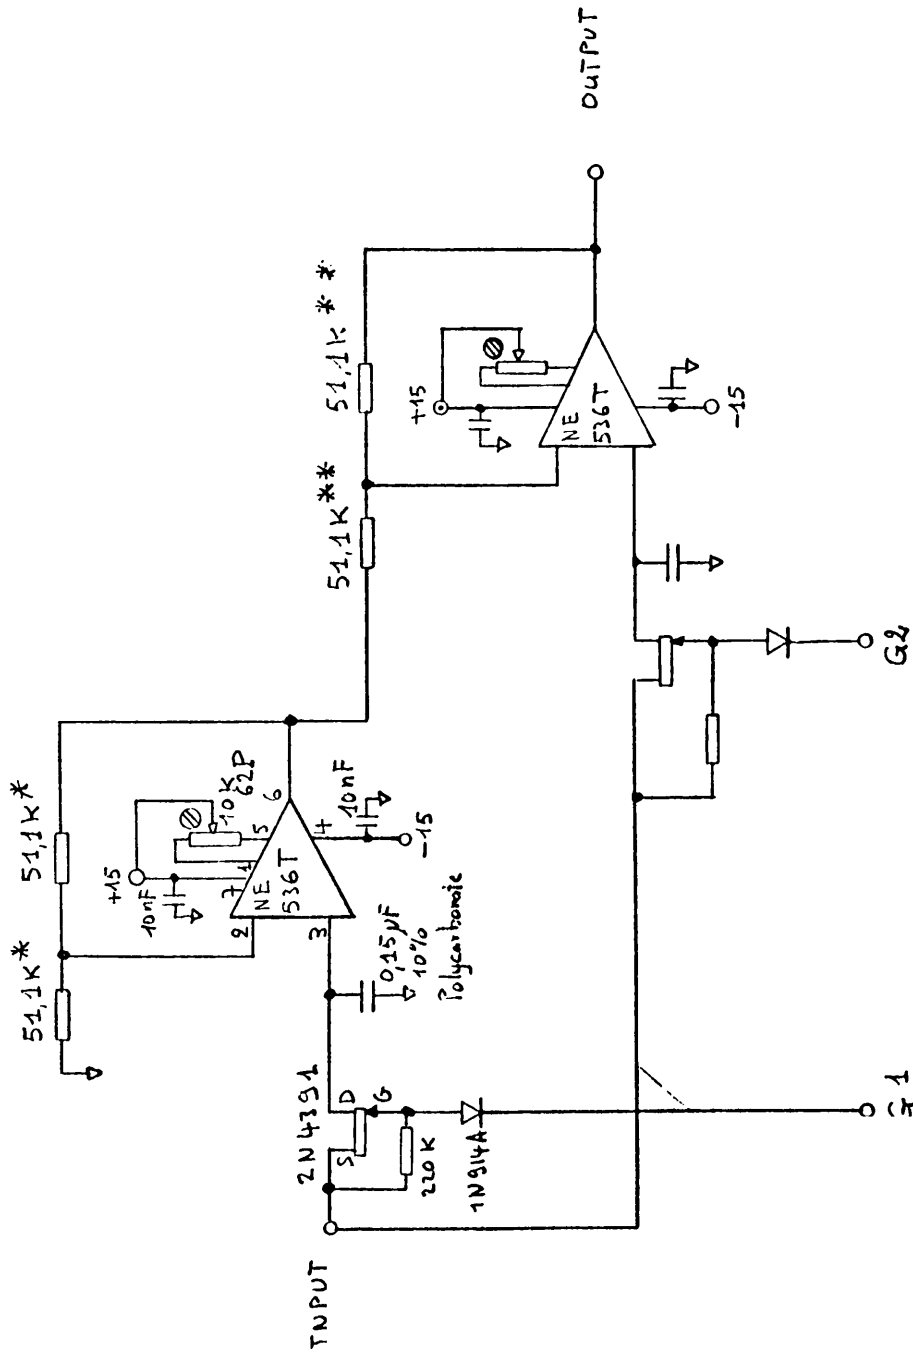 51,1K*
51,1K*
+15
10nF
7
1
5
10K
62P
6
2
NE
536T
3
4
10nF
-15
0,15µF
10%
Polycarbonate
2N4391
S
D
G
220K
1N914A
INPUT
G1
51,1K**
51,1K**
+15
NE
536T
-15
G2
OUTPUT